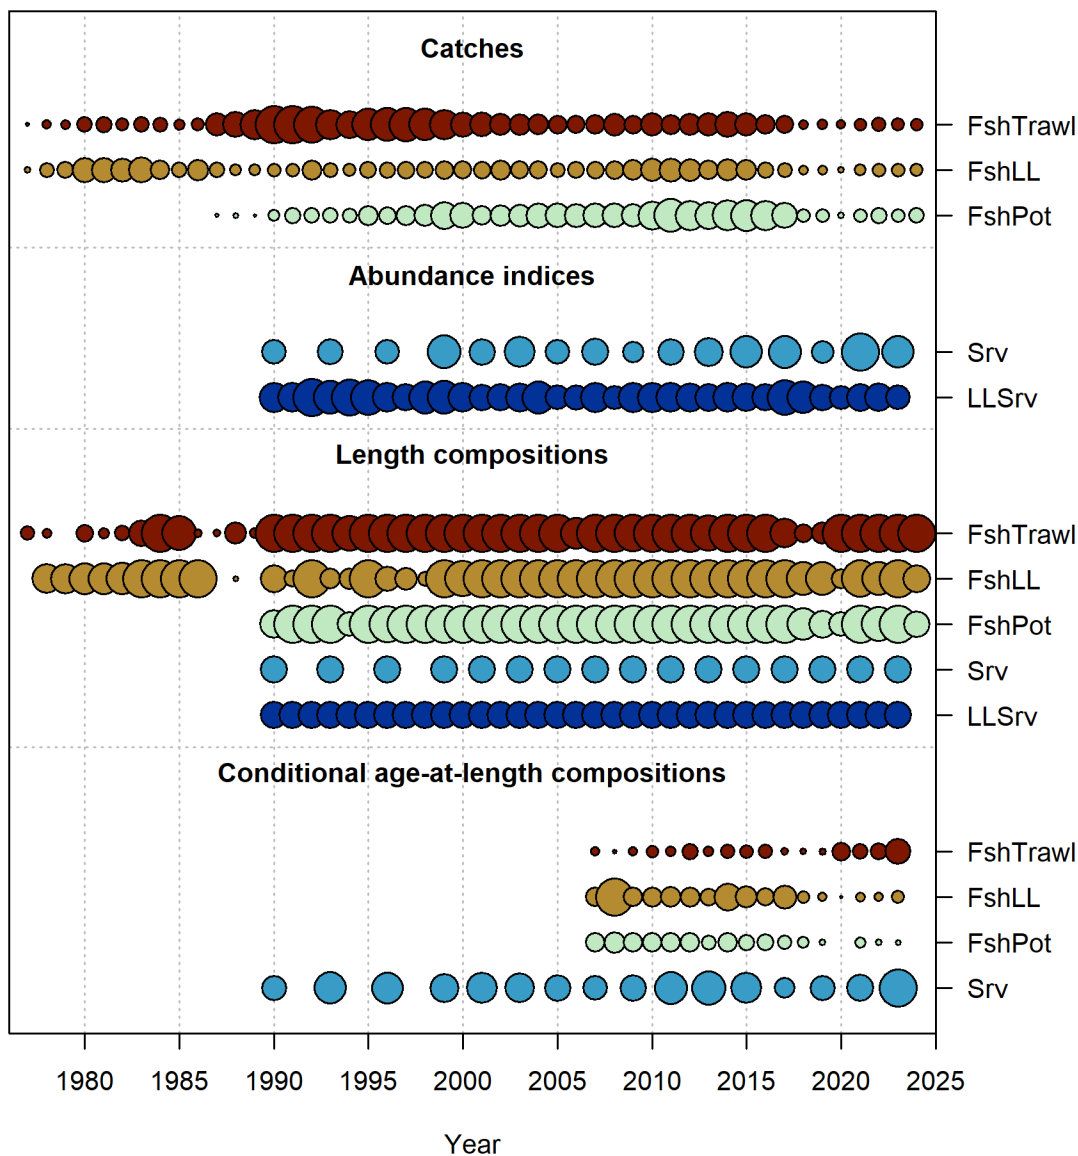 Catches
FshTrawl
FshLL
FshPot
Abundance indices
Srv
LLSrv
Length compositions
FshTrawl
FshLL
FshPot
Srv
LLSrv
Conditional age-at-length compositions
FshTrawl
FshLL
FshPot
Srv
1980 1985 1990 1995 2000 2005 2010 2015 2020 2025
Year